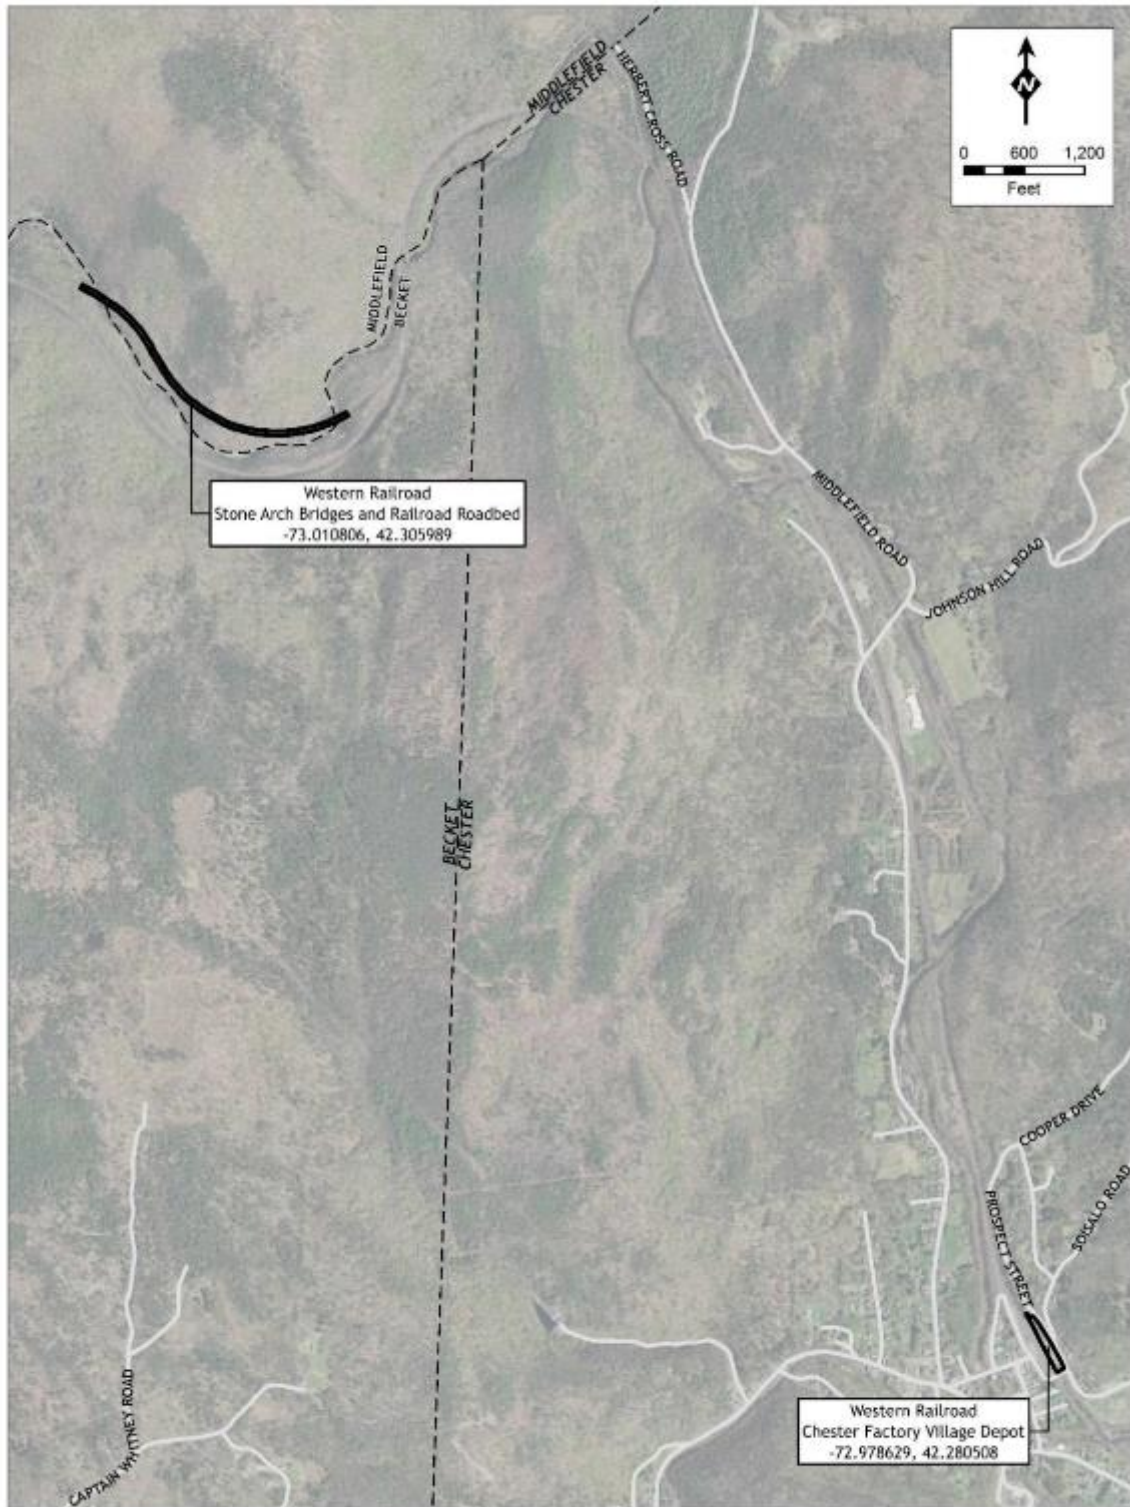 MIDDLEFIELD
CHESTER
HERBERT CROSS ROAD
N
0 600 1,200
Feet
MIDDLEFIELD
BECKET
Western Railroad
Stone Arch Bridges and Railroad Roadbed
-73.010806, 42.305989
MIDDLEFIELD ROAD
JOHNSON HILL ROAD
BECKET
CHESTER
COOPER DRIVE
SOISALO ROAD
PROSPECT STREET
CAPTAIN WHITNEY ROAD
Western Railroad
Chester Factory Village Depot
-72.978629, 42.280508